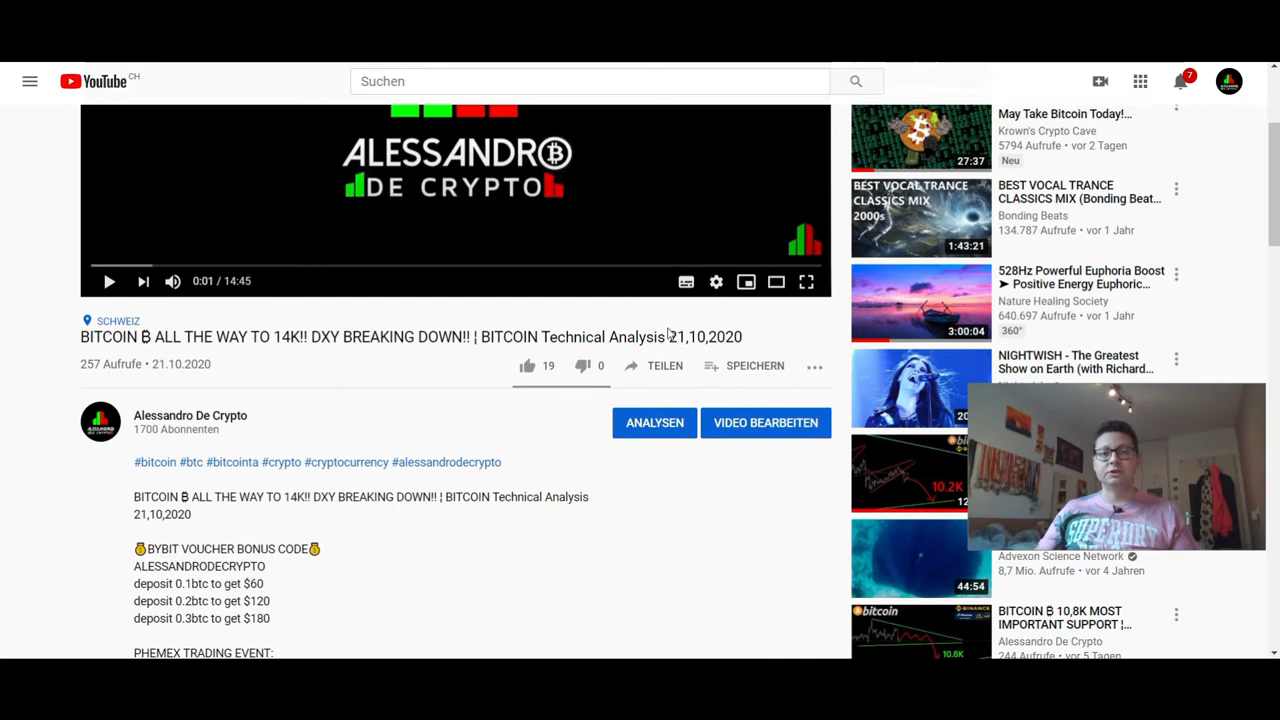 YouTube CH
Suchen
7
ALESSANDRO
DE CRYPTO
0:01 / 14:45
SCHWEIZ
BITCOIN ₿ ALL THE WAY TO 14K!! DXY BREAKING DOWN!! ¦ BITCOIN Technical Analysis 21,10,2020
257 Aufrufe • 21.10.2020
19
0
TEILEN
SPEICHERN
Alessandro De Crypto
1700 Abonnenten
ANALYSEN
VIDEO BEARBEITEN
#bitcoin #btc #bitcointa #crypto #cryptocurrency #alessandrodecrypto
BITCOIN ₿ ALL THE WAY TO 14K!! DXY BREAKING DOWN!! ¦ BITCOIN Technical Analysis
21,10,2020
💰BYBIT VOUCHER BONUS CODE💰
ALESSANDRODECRYPTO
deposit 0.1btc to get $60
deposit 0.2btc to get $120
deposit 0.3btc to get $180
PHEMEX TRADING EVENT:
27:37
May Take Bitcoin Today!...
Krown's Crypto Cave
5794 Aufrufe • vor 2 Tagen
Neu
BEST VOCAL TRANCE
CLASSICS MIX
2000s
1:43:21
BEST VOCAL TRANCE
CLASSICS MIX (Bonding Beat...
Bonding Beats
134.787 Aufrufe • vor 1 Jahr
3:00:04
528Hz Powerful Euphoria Boost
➤ Positive Energy Euphoric...
Nature Healing Society
640.697 Aufrufe • vor 1 Jahr
360°
20
NIGHTWISH - The Greatest
Show on Earth (with Richard...
10.2K
12
SUPERDRY
44:54
Advexon Science Network
8,7 Mio. Aufrufe • vor 4 Jahren
bitcoin
BINANCE
10.8K
BITCOIN ₿ 10,8K MOST
IMPORTANT SUPPORT ¦...
Alessandro De Crypto
244 Aufrufe • vor 5 Tagen